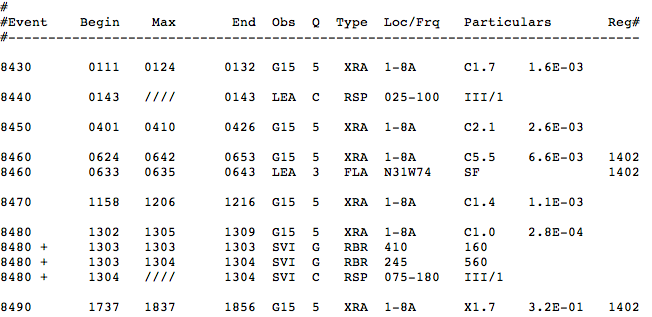 #
#Event     Begin    Max       End  Obs  Q  Type  Loc/Frq   Particulars       Reg#
#-------------------------------------------------------------------------------
8430       0111   0124       0132  G15  5   XRA  1-8A      C1.7    1.6E-03
8440       0143   ////       0143  LEA  C   RSP  025-100   III/1
8450       0401   0410       0426  G15  5   XRA  1-8A      C2.1    2.6E-03
8460       0624   0642       0653  G15  5   XRA  1-8A      C5.5    6.6E-03   1402
8460       0633   0635       0643  LEA  3   FLA  N31W74    SF                1402
8470       1158   1206       1216  G15  5   XRA  1-8A      C1.4    1.1E-03
8480       1302   1305       1309  G15  5   XRA  1-8A      C1.0    2.8E-04
8480 +     1303   1303       1303  SVI  G   RBR  410       160
8480 +     1303   1304       1304  SVI  G   RBR  245       560
8480 +     1304   ////       1304  SVI  C   RSP  075-180   III/1
8490       1737   1837       1856  G15  5   XRA  1-8A      X1.7    3.2E-01   1402